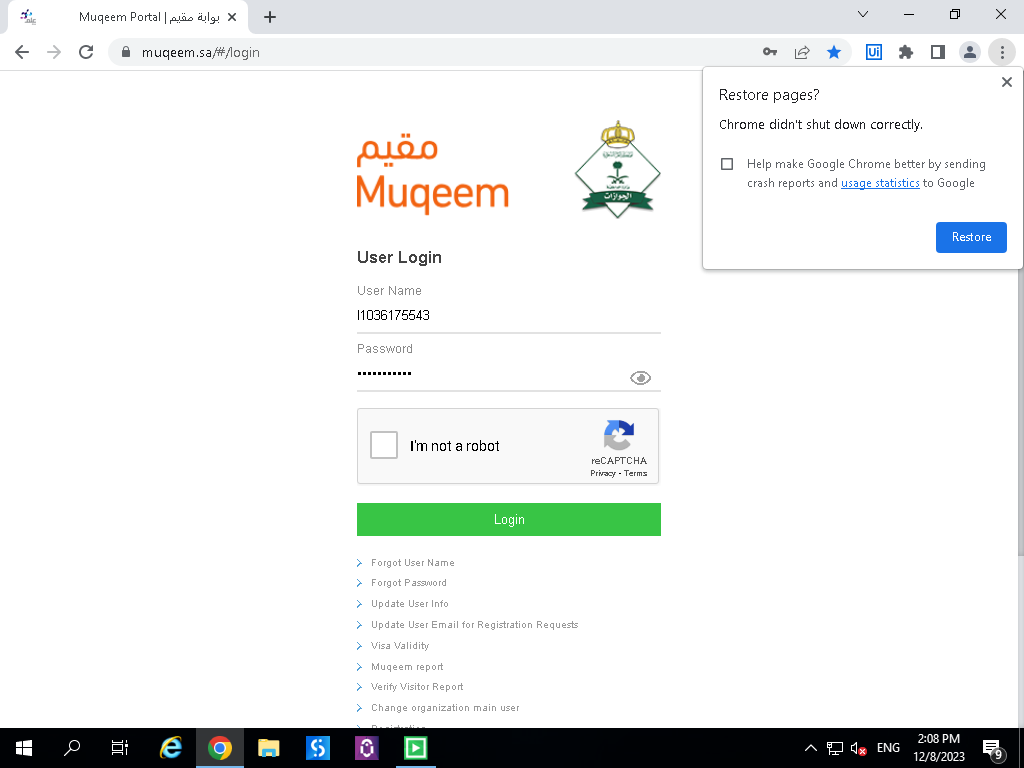 Muqeem Portal | بوابة مقيم
muqeem.sa/#/login
Ui
Restore pages?
Chrome didn't shut down correctly.
Help make Google Chrome better by sending
crash reports and usage statistics to Google
Restore
مقيم
Muqeem
الجوازات
User Login
User Name
I1036175543
Password
I'm not a robot
reCAPTCHA
Privacy - Terms
Login
Forgot User Name
Forgot Password
Update User Info
Update User Email for Registration Requests
Visa Validity
Muqeem report
Verify Visitor Report
Change organization main user
Registration
ENG
2:08 PM
12/8/2023
9